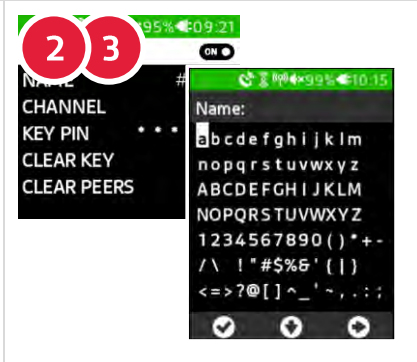 2 3 95% 09:21
ON
NAME #
CHANNEL
KEY PIN * * *
CLEAR KEY
CLEAR PEERS
99% 10:15
Name:
a b c d e f g h i j k l m
n o p q r s t u v w x y z
A B C D E F G H I J K L M
N O P Q R S T U V W X Y Z
1 2 3 4 5 6 7 8 9 0 ( ) * + -
/ \ ! " # $ % & ' { | }
< = > ? @ [ ] ^ _ ' ~ , . : ;